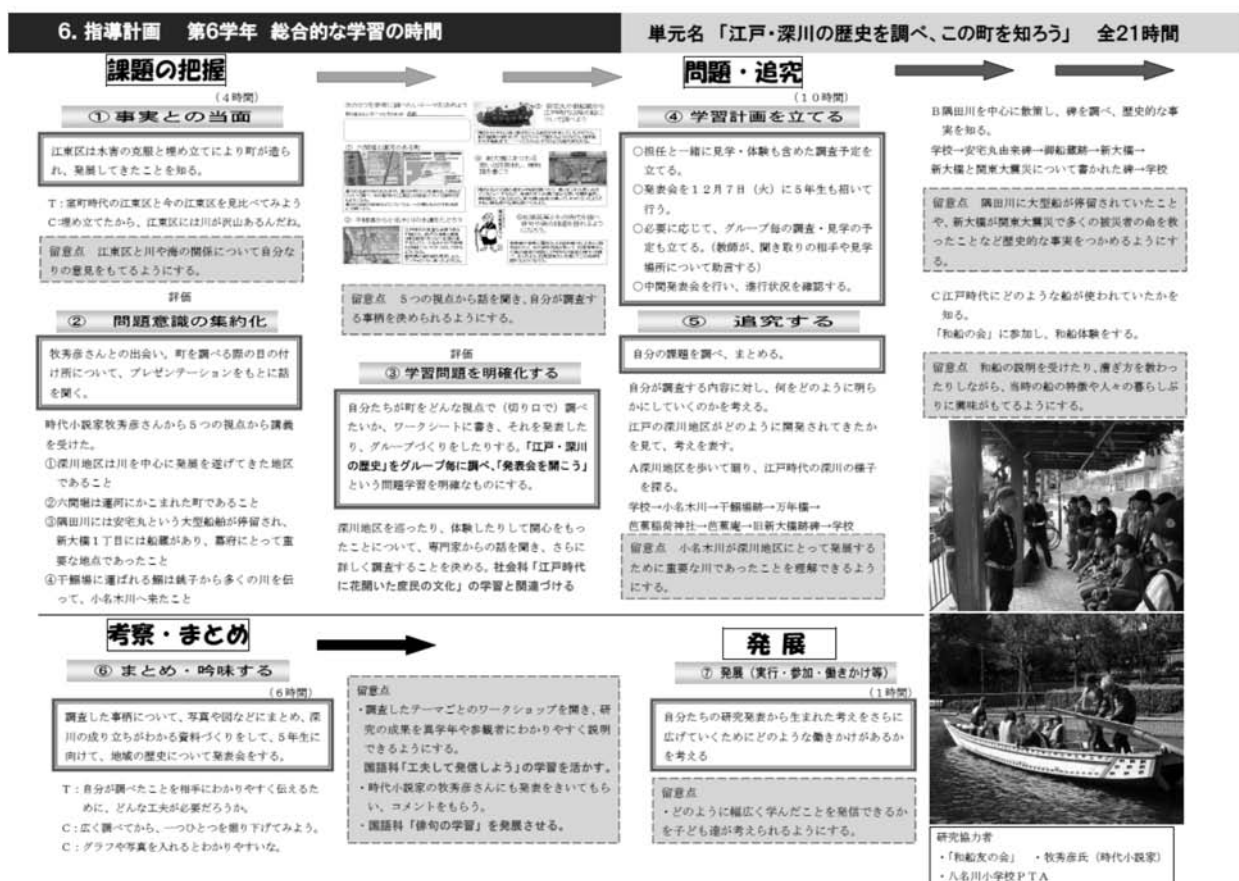 6. 指導計画　第6学年 総合的な学習の時間
単元名 「江戸・深川の歴史を調べ、この町を知ろう」　全21時間
課題の把握
(4時間)
①事実との当面
江東区は水害の克服と埋め立てにより町が造ら
れ、発展してきたことを知る。
T：室町時代の江東区と今の江東区を見比べてみよう
C：埋め立てたから、江東区には川が沢山あるんだね。
留意点　江東区と川や海の関係について自分な
りの意見をもてるようにする。
評価
②　問題意識の集約化
牧秀彦さんとの出会い。町を調べる際の目の付
け所について、プレゼンテーションをもとに話
を聞く。
時代小説家牧秀彦さんから５つの視点から講義
を受けた。
①深川地区は川を中心に発展を遂げてきた地区
であること
②六間堀は運河にかこまれた町であること
③隅田川には安宅丸という大型船舶が停留され、
新大橋１丁目には船蔵があり、幕府にとって重
要な地点であったこと
④干鰯場に運ばれる鰯は銚子から多くの川を伝
って、小名木川へ来たこと
留意点　５つの視点から話を聞き、自分が調査す
る事柄を決められるようにする。
評価
③学習問題を明確化する
自分たちが町をどんな視点で（切り口で）調べ
たいか、ワークシートに書き、それを発表した
り、グループづくりをしたりする。「江戸・深川
の歴史」をグループ毎に調べ、「発表会を開こう」
という問題学習を明確なものにする。
深川地区を巡ったり、体験したりして関心をもっ
たことについて、専門家からの話を聞き、さらに
詳しく調査することを決める。社会科「江戸時代
に花開いた庶民の文化」の学習と関連づける
問題・追究
(10時間)
④ 学習計画を立てる
○担任と一緒に見学・体験も含めた調査予定を
立てる。
○発表会を１２月７日（火）に５年生も招いて
行う。
○必要に応じて、グループ毎の調査・見学の予
定も立てる。（教師が、聞き取りの相手や見学
場所について助言する）
○中間発表会を行い、進行状況を確認する。
⑤　追究する
自分の課題を調べ、まとめる。
自分が調査する内容に対し、何をどのように明ら
かにしていくのかを考える。
江戸の深川地区がどのように開発されてきたか
を見て、考えを表す。
A深川地区を歩いて廻り、江戸時代の深川の様子
を探る。
学校→小名木川→干鰯場跡→万年橋→
芭蕉稲荷神社→芭蕉庵→旧新大橋跡碑→学校
留意点　小名木川が深川地区にとって発展する
ために重要な川であったことを理解できるよう
にする。
B隅田川を中心に散策し、碑を調べ、歴史的な事
実を知る。
学校→安宅丸由来碑→御船蔵跡→新大橋→
新大橋と関東大震災について書かれた碑→学校
留意点　隅田川に大型船が停留されていたこと
や、新大橋が関東大震災で多くの被災者の命を救
ったことなど歴史的な事実をつかめるようにす
る。
C江戸時代にどのような船が使われていたかを
知る。
「和船の会」に参加し、和船体験をする。
留意点　和船の説明を受けたり、漕ぎ方を教わっ
たりしながら、当時の船の特徴や人々の暮らしぶ
りに興味がもてるようにする。
考察・まとめ
⑥ まとめ・吟味する
(6時間)
調査した事柄について、写真や図などにまとめ、深
川の成り立ちがわかる資料づくりをして、５年生に
向けて、地域の歴史について発表会をする。
T：自分が調べたことを相手にわかりやすく伝えるた
めに、どんな工夫が必要だろうか。
C：広く調べてから、一つひとつを掘り下げてみよう。
C：グラフや写真を入れるとわかりやすいな。
留意点
・調査したテーマごとのワークショップを開き、研
究の成果を異学年や参観者にわかりやすく説明
できるようにする。
国語科「工夫して発信しよう」の学習を活かす。
・時代小説家の牧秀彦さんにも発表をきいてもら
い、コメントをもらう。
・国語科「俳句の学習」を発展させる。
発 展
⑦ 発展（実行・参加・働きかけ等）
(1時間)
自分たちの研究発表から生まれた考えをさらに
広げていくためにどのような働きかけがあるか
を考える
留意点
・どのように幅広く学んだことを発信できるか
を子ども達が考えられるようにする。
研究協力者
・「和船友の会」　・牧秀彦氏（時代小説家）
・八名川小学校ＰＴＡ